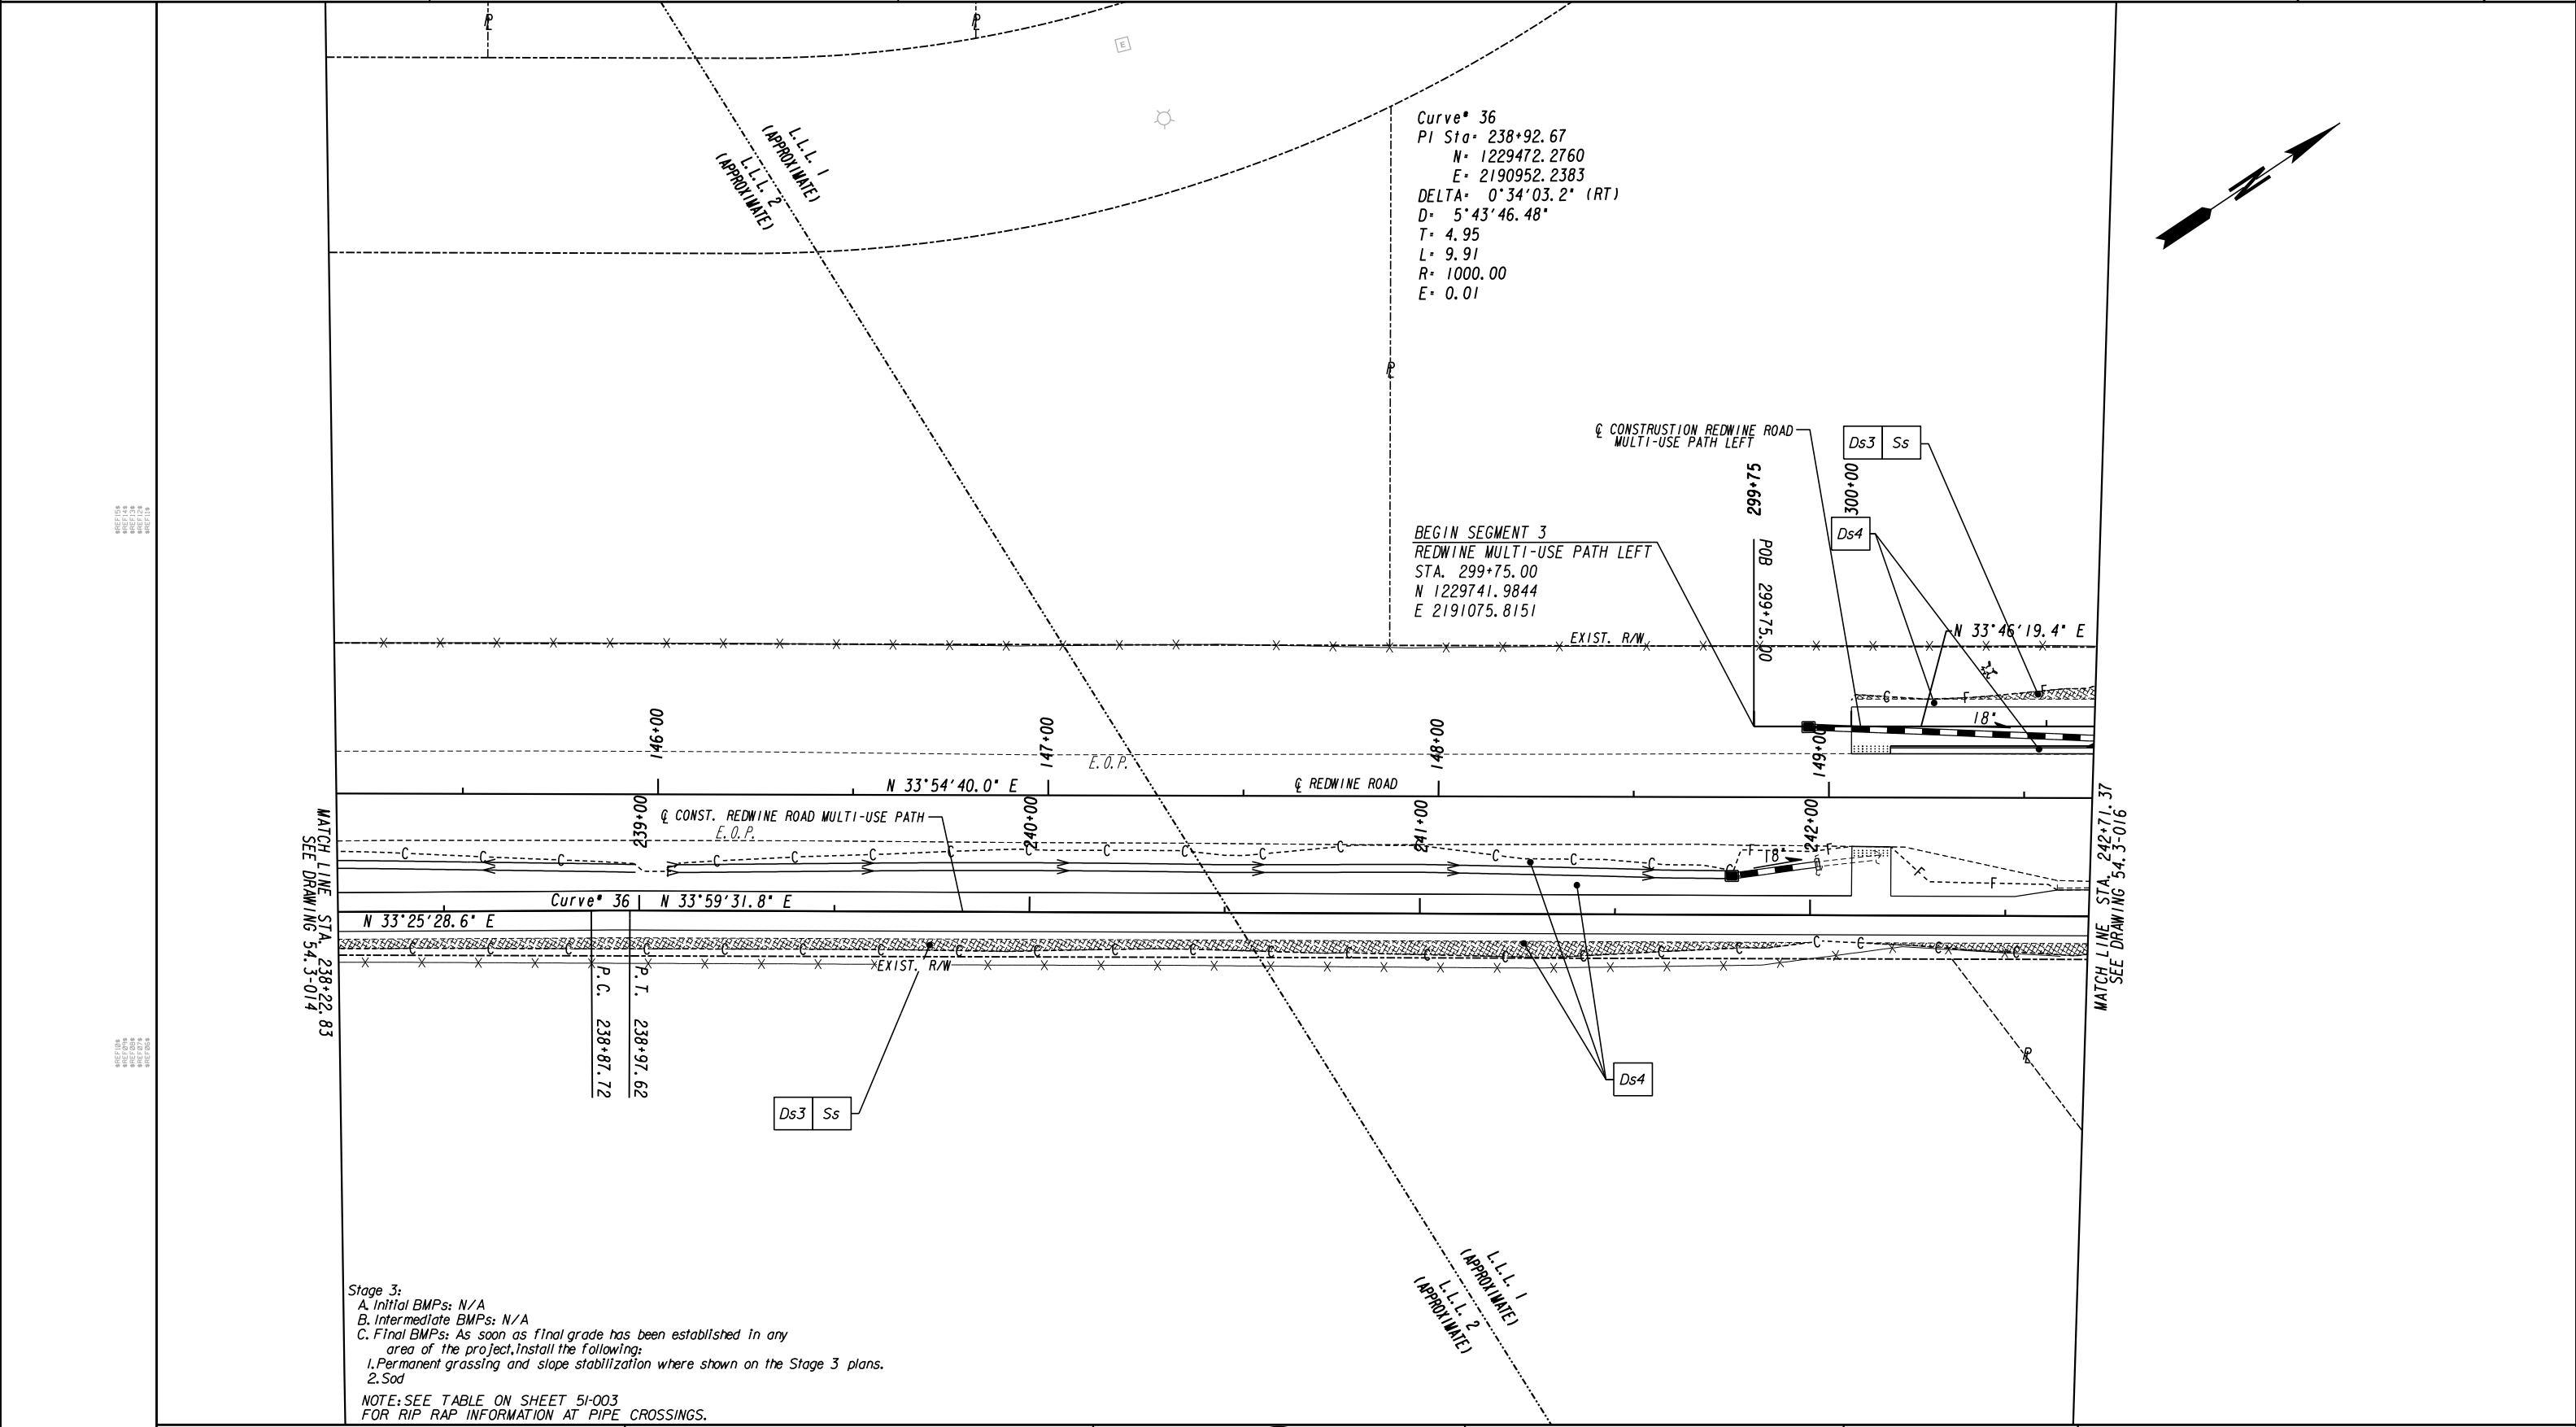 P̲L̲
P̲L̲
E
L.L.L. 1
(APPROXIMATE)
L.L.L. 2
(APPROXIMATE)
Curve# 36
PI Sta= 238+92.67
N= 1229472.2760
E= 2190952.2383
DELTA= 0°34'03.2" (RT)
D= 5°43'46.48"
T= 4.95
L= 9.91
R= 1000.00
E= 0.01
N
PL
℄ CONSTRUSTION REDWINE ROAD
MULTI-USE PATH LEFT
Ds3 Ss
299+75
300+00
Ds4
BEGIN SEGMENT 3
REDWINE MULTI-USE PATH LEFT
STA. 299+75.00
N 1229741.9844
E 2191075.8151
POB 299+75.00
EXIST. R/W
N 33°46'19.4" E
C F F
18"
146+00
147+00
148+00
149+00
E.O.P.
N 33°54'40.0" E
℄ REDWINE ROAD
239+00
240+00
241+00
242+00
℄ CONST. REDWINE ROAD MULTI-USE PATH
E.O.P.
18"
Curve# 36
N 33°59'31.8" E
N 33°25'28.6" E
EXIST. R/W
P.C. 238+87.72
P.T. 238+97.62
MATCH LINE STA. 238+22.83
SEE DRAWING 54.3-014
MATCH LINE STA. 242+71.37
SEE DRAWING 54.3-016
PL
Ds4
Ds3 Ss
L.L.L. 1
(APPROXIMATE)
L.L.L. 2
(APPROXIMATE)
Stage 3:
A. Initial BMPs: N/A
B. Intermediate BMPs: N/A
C. Final BMPs: As soon as final grade has been established in any
area of the project, install the following:
1. Permanent grassing and slope stabilization where shown on the Stage 3 plans.
2. Sod
NOTE: SEE TABLE ON SHEET 51-003
FOR RIP RAP INFORMATION AT PIPE CROSSINGS.